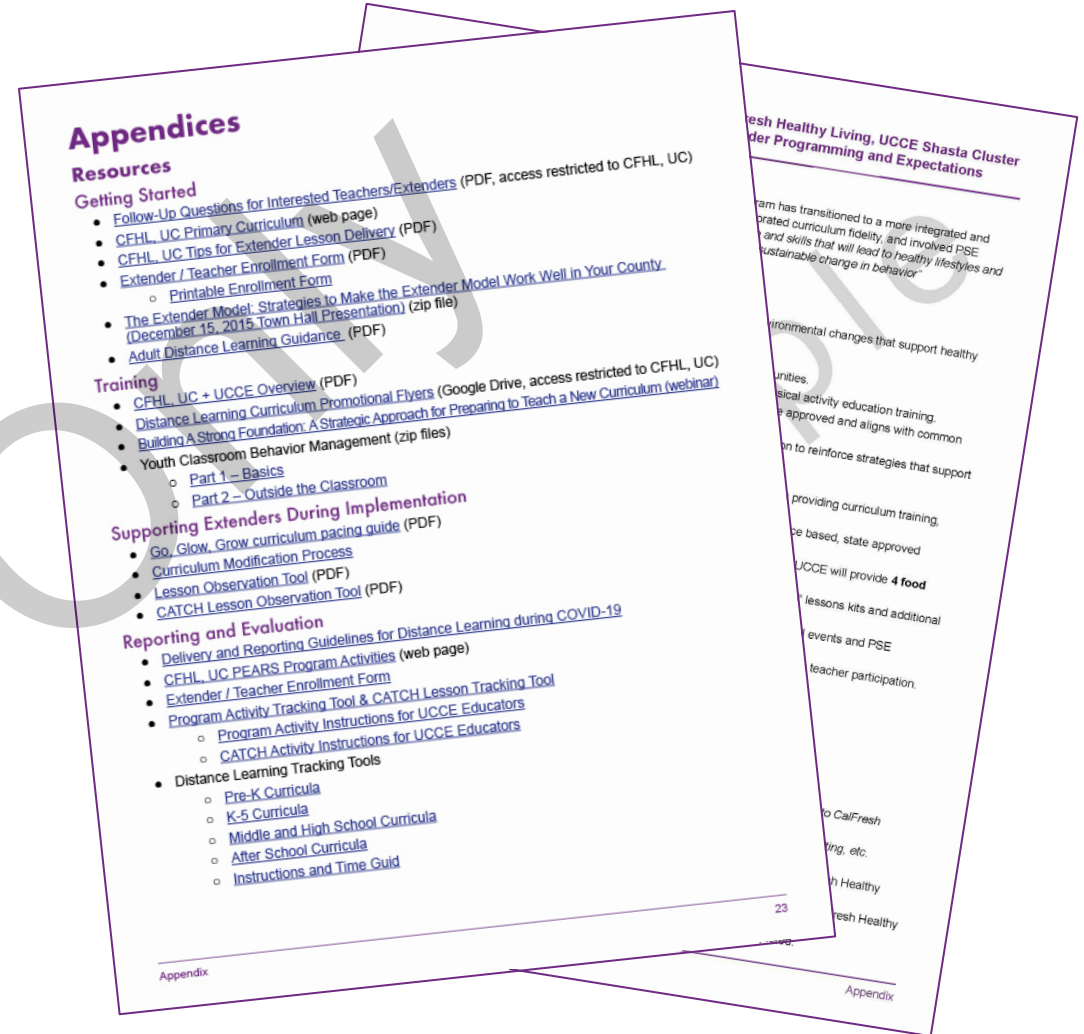 Appendices
Resources
Getting Started
● Follow-Up Questions for Interested Teachers/Extenders (PDF, access restricted to CFHL, UC)
● CFHL, UC Primary Curriculum (web page)
● CFHL, UC Tips for Extender Lesson Delivery (PDF)
● Extender / Teacher Enrollment Form (PDF)
○ Printable Enrollment Form
● The Extender Model: Strategies to Make the Extender Model Work Well in Your County
(December 15, 2015 Town Hall Presentation) (zip file)
● Adult Distance Learning Guidance (PDF)
Training
● CFHL, UC + UCCE Overview (PDF)
● Distance Learning Curriculum Promotional Flyers (Google Drive, access restricted to CFHL, UC)
● Building A Strong Foundation: A Strategic Approach for Preparing to Teach a New Curriculum (webinar)
● Youth Classroom Behavior Management (zip files)
○ Part 1 – Basics
○ Part 2 – Outside the Classroom
Supporting Extenders During Implementation
● Go, Glow, Grow curriculum pacing guide (PDF)
● Curriculum Modification Process
● Lesson Observation Tool (PDF)
● CATCH Lesson Observation Tool (PDF)
Reporting and Evaluation
● Delivery and Reporting Guidelines for Distance Learning during COVID-19
● CFHL, UC PEARS Program Activities (web page)
● Extender / Teacher Enrollment Form
● Program Activity Tracking Tool & CATCH Lesson Tracking Tool
○ Program Activity Instructions for UCCE Educators
○ CATCH Activity Instructions for UCCE Educators
● Distance Learning Tracking Tools
○ Pre-K Curricula
○ K-5 Curricula
○ Middle and High School Curricula
○ After School Curricula
○ Instructions and Time Guid
23
Appendix
Only
esh Healthy Living, UCCE Shasta Cluster
der Programming and Expectations
ram has transitioned to a more integrated and
orated curriculum fidelity, and involved PSE
and skills that will lead to healthy lifestyles and
sustainable change in behavior"
vironmental changes that support healthy
unities.
sical activity education training.
e approved and aligns with common
on to reinforce strategies that support
providing curriculum training,
ce based, state approved
UCCE will provide 4 food
lessons kits and additional
events and PSE
teacher participation.
to CalFresh
ting, etc.
h Healthy
resh Healthy
Appendix
ple